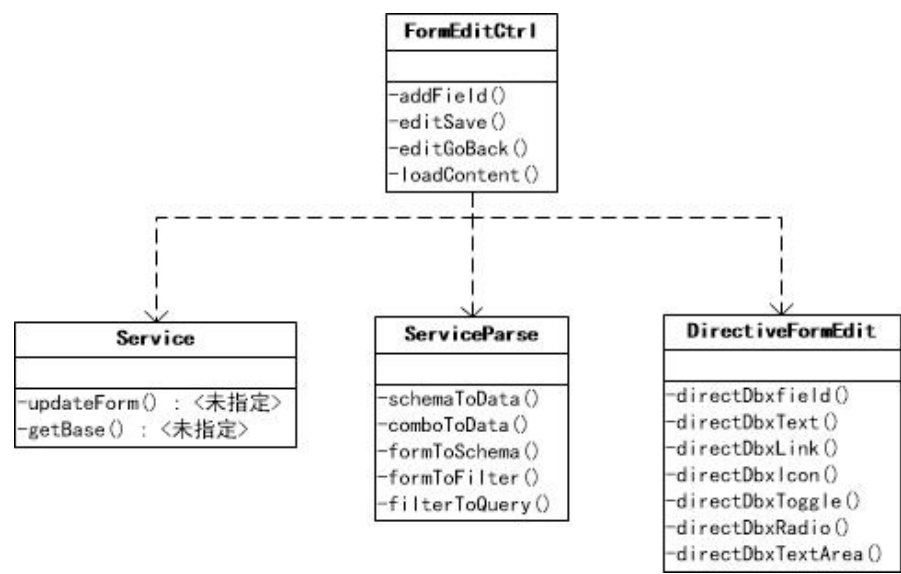 FormEditCtrl
-addField()
-editSave()
-editGoBack()
-loadContent()
Service
-updateForm() : <未指定>
-getBase() : <未指定>
ServiceParse
-schemaToData()
-comboToData()
-formToSchema()
-formToFilter()
-filterToQuery()
DirectiveFormEdit
-directDbxfield()
-directDbxText()
-directDbxLink()
-directDbxIcon()
-directDbxToggle()
-directDbxRadio()
-directDbxTextArea()